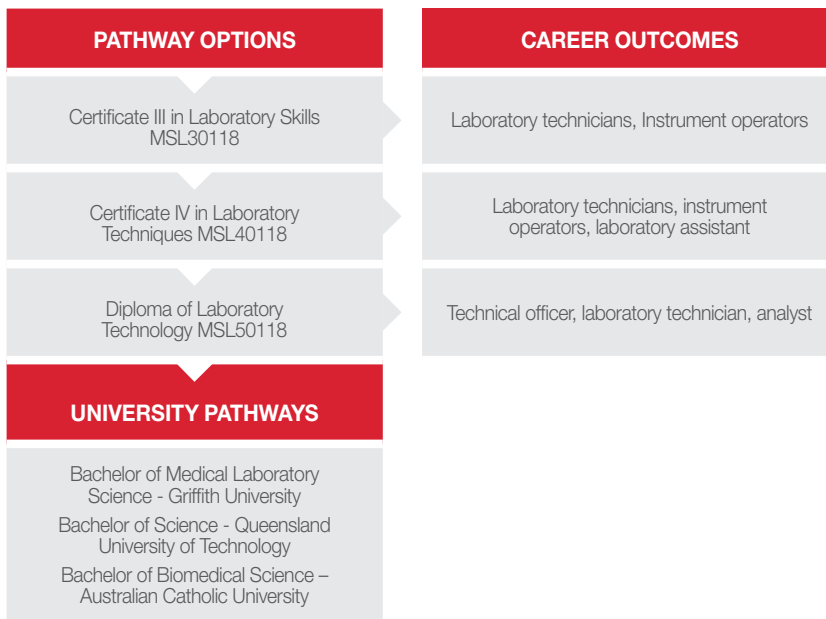 PATHWAY OPTIONS
CAREER OUTCOMES
Certificate III in Laboratory Skills
MSL30118
Laboratory technicians, Instrument operators
Certificate IV in Laboratory
Techniques MSL40118
Laboratory technicians, instrument
operators, laboratory assistant
Diploma of Laboratory
Technology MSL50118
Technical officer, laboratory technician, analyst
UNIVERSITY PATHWAYS
Bachelor of Medical Laboratory
Science - Griffith University
Bachelor of Science - Queensland
University of Technology
Bachelor of Biomedical Science –
Australian Catholic University